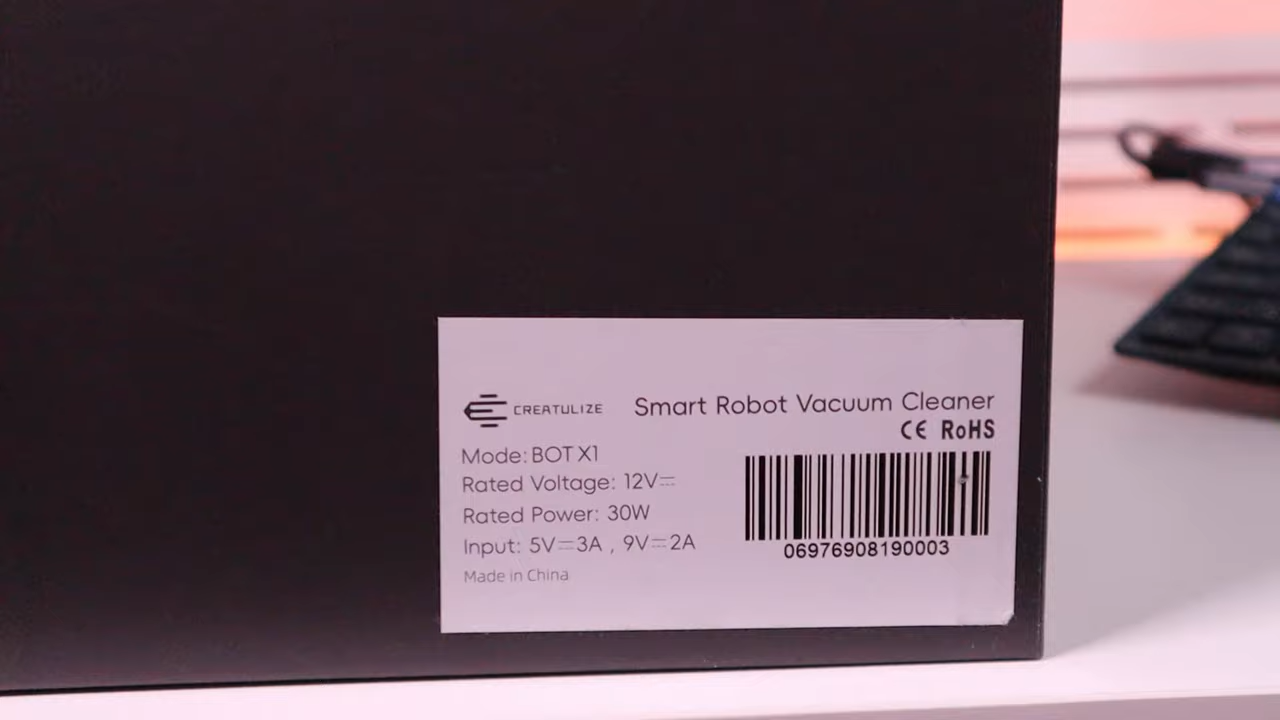 CREATULIZE
Smart Robot Vacuum Cleaner
CE RoHS
Mode: BOT X1
Rated Voltage: 12V⎓
Rated Power: 30W
Input: 5V⎓3A , 9V⎓2A
Made in China
06976908190003